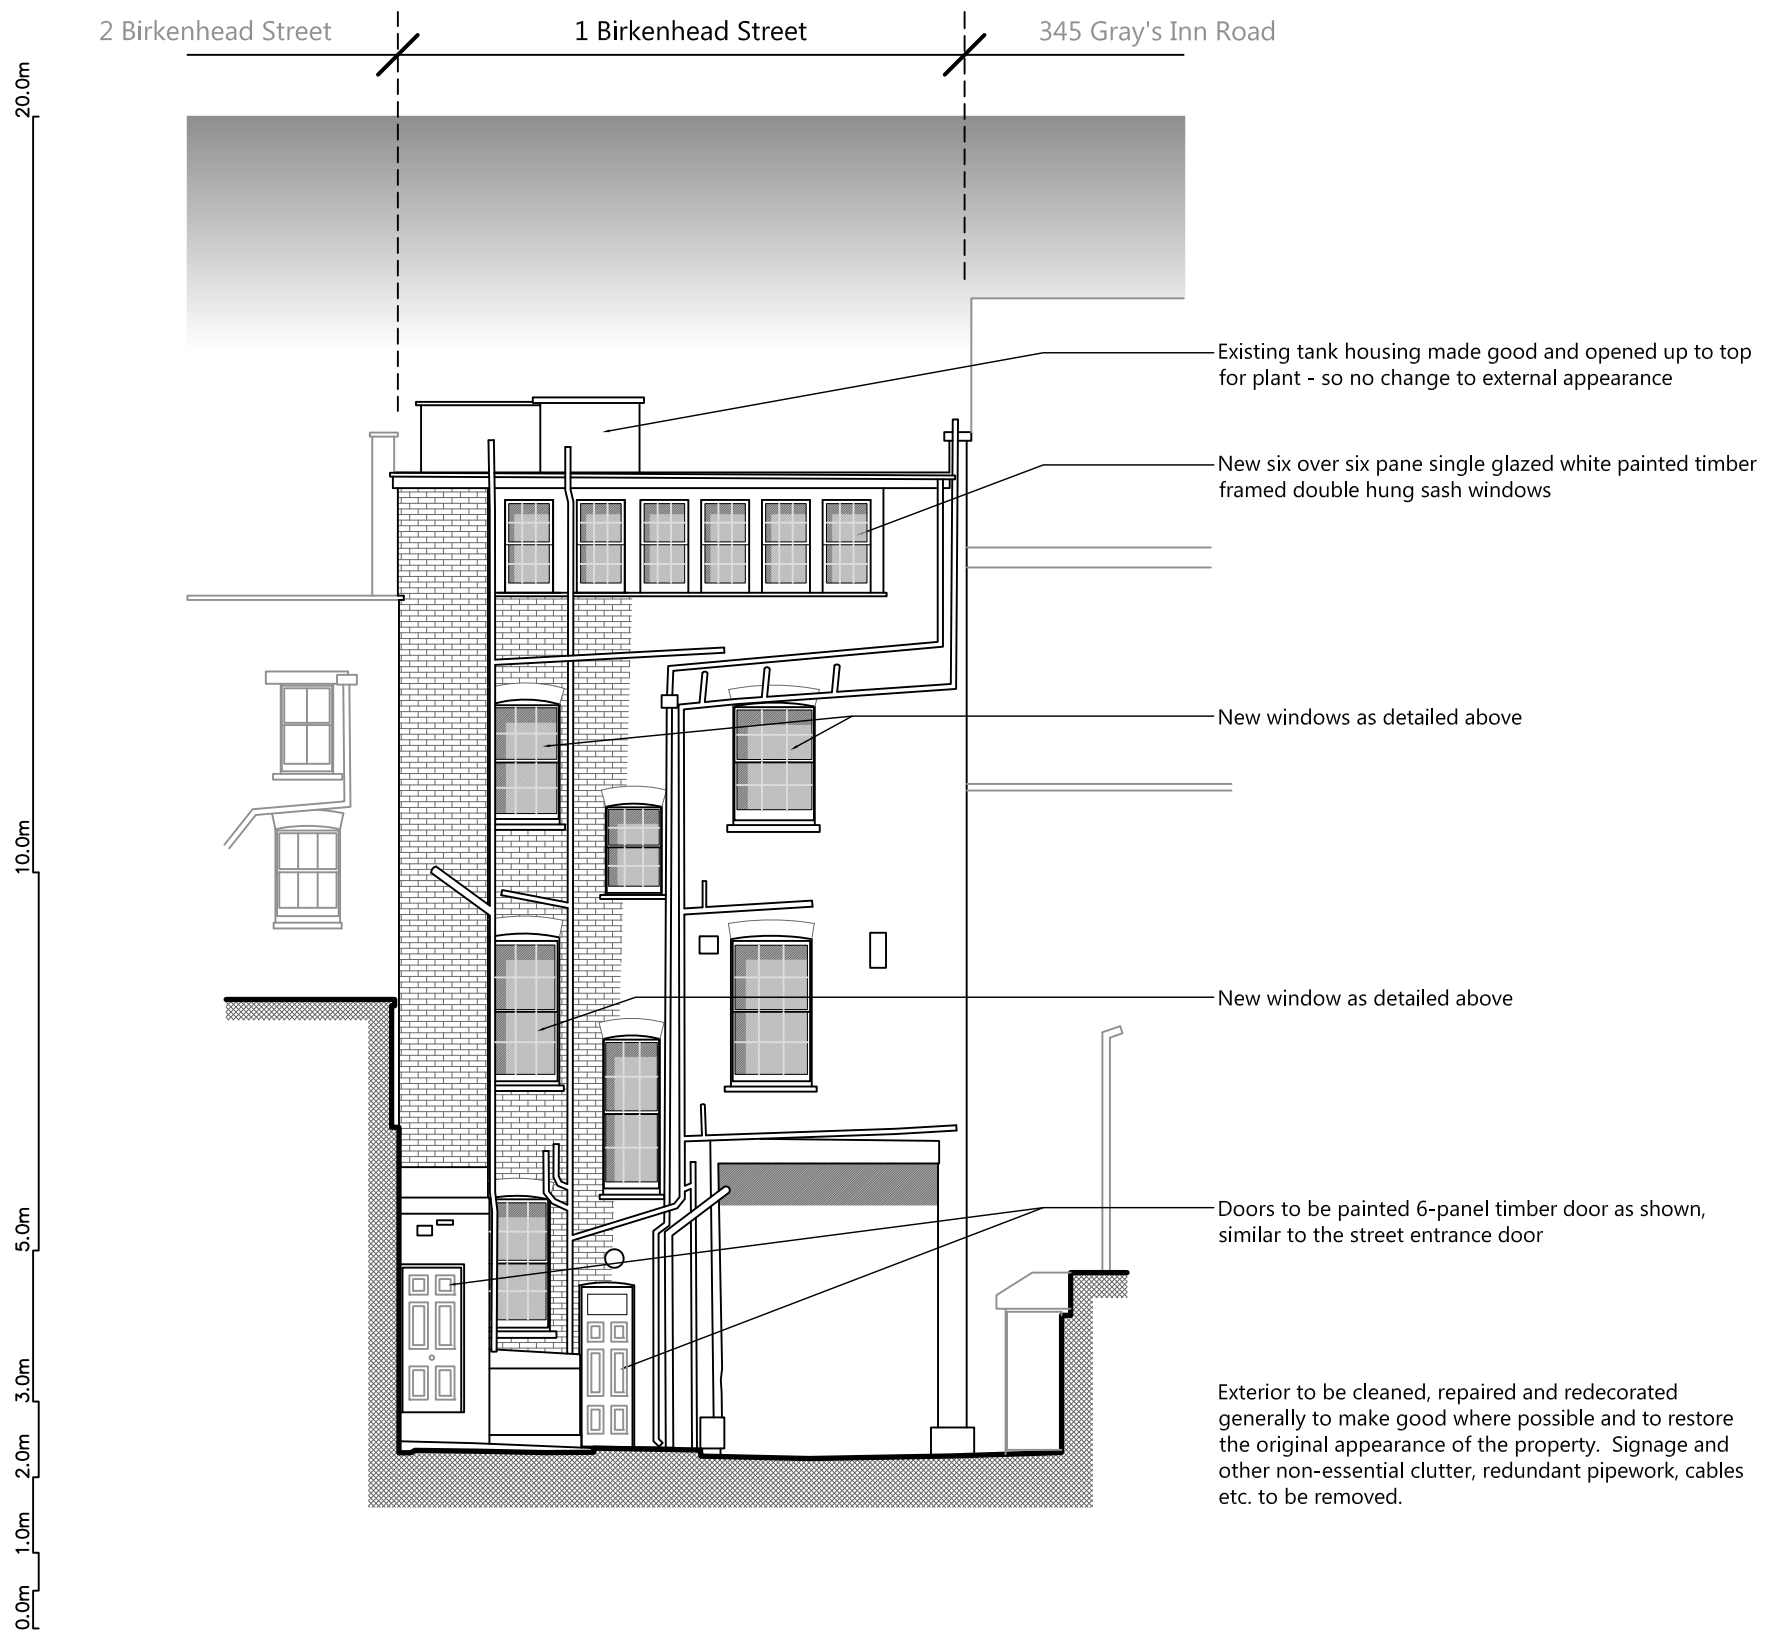 2 Birkenhead Street
1 Birkenhead Street
345 Gray's Inn Road
20.0m
10.0m
5.0m
3.0m
2.0m
1.0m
0.0m
Existing tank housing made good and opened up to top
for plant - so no change to external appearance
New six over six pane single glazed white painted timber
framed double hung sash windows
New windows as detailed above
New window as detailed above
Doors to be painted 6-panel timber door as shown,
similar to the street entrance door
Exterior to be cleaned, repaired and redecorated
generally to make good where possible and to restore
the original appearance of the property.  Signage and
other non-essential clutter, redundant pipework, cables
etc. to be removed.